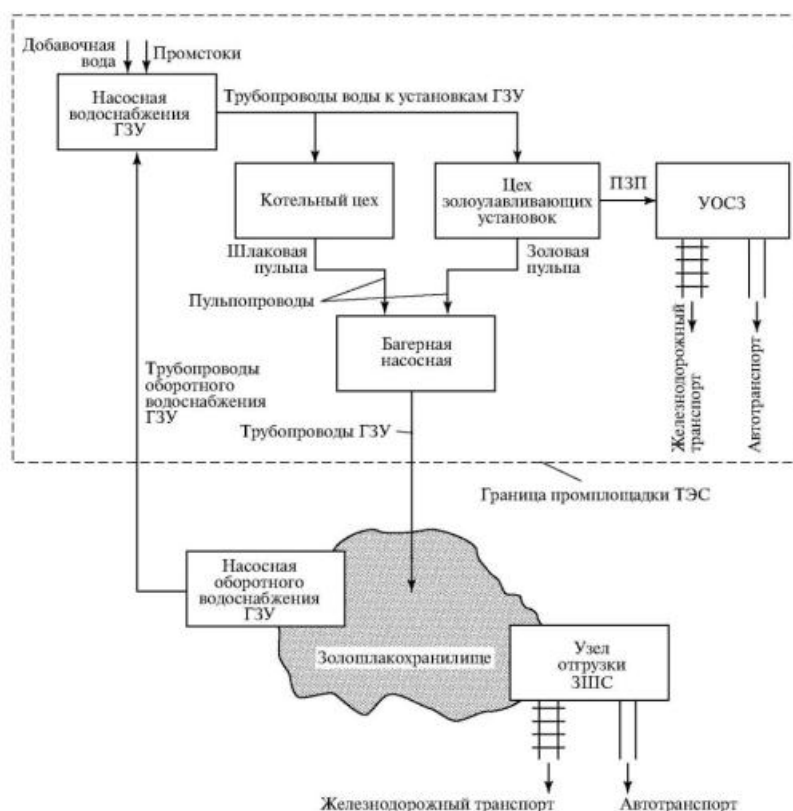 Добавочная
вода
Промстоки
Насосная
водоснабжения
ГЗУ
Трубопроводы воды к установкам ГЗУ
Котельный цех
Цех
золоулавливающих
установок
ПЗП
УОСЗ
Шлаковая
пульпа
Золовая
пульпа
Пульпопроводы
Багерная
насосная
Железнодорожный
транспорт
Автотранспорт
Трубопроводы
оборотного
водоснабжения
ГЗУ
Трубопроводы ГЗУ
Граница промплощадки ТЭС
Насосная
оборотного
водоснабжения
ГЗУ
Золошлакохранилище
Узел
отгрузки
ЗШС
Железнодорожный транспорт
Автотранспорт